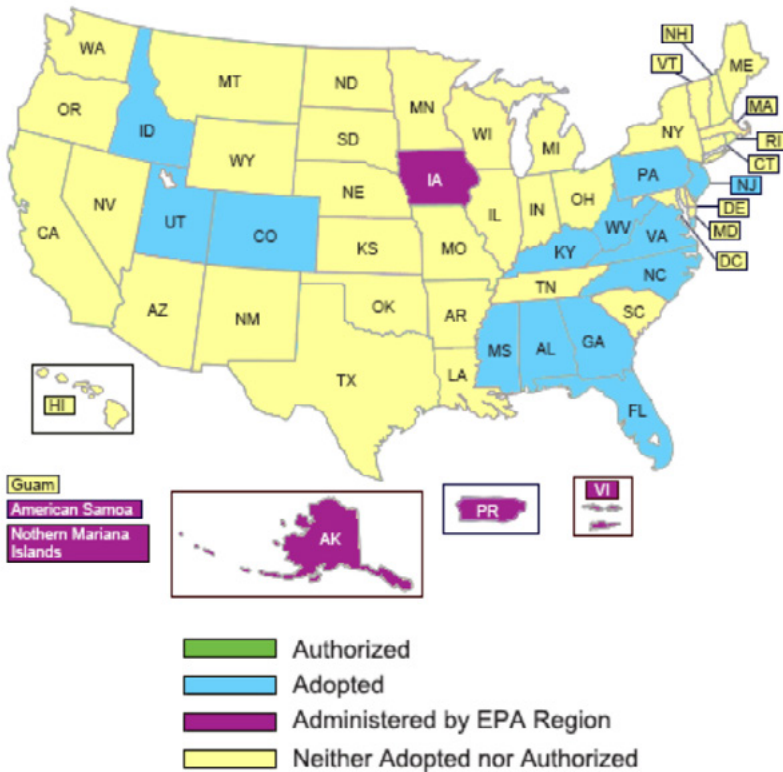 NH
WA
VT
ME
MT
ND
MN
OR
MA
ID
SD
WI
NY
RI
WY
MI
CT
IA
PA
NJ
NE
NV
OH
IL
IN
DE
UT
WV
CA
CO
MD
VA
KS
MO
KY
DC
NC
TN
AZ
OK
NM
AR
SC
MS
AL
GA
TX
LA
HI
FL
Guam
American Samoa
Nothern Mariana
Islands
AK
PR
VI
Authorized
Adopted
Administered by EPA Region
Neither Adopted nor Authorized